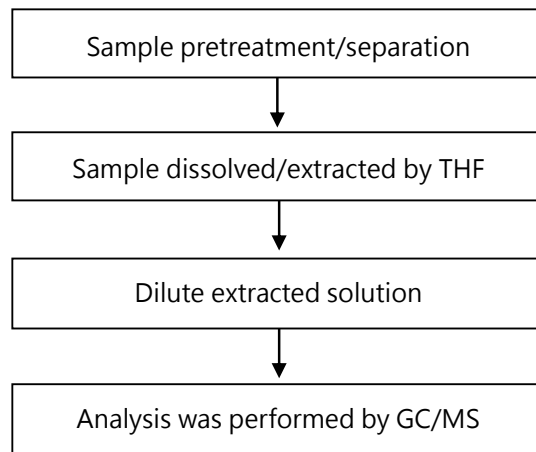 Sample pretreatment/separation
Sample dissolved/extracted by THF
Dilute extracted solution
Analysis was performed by GC/MS